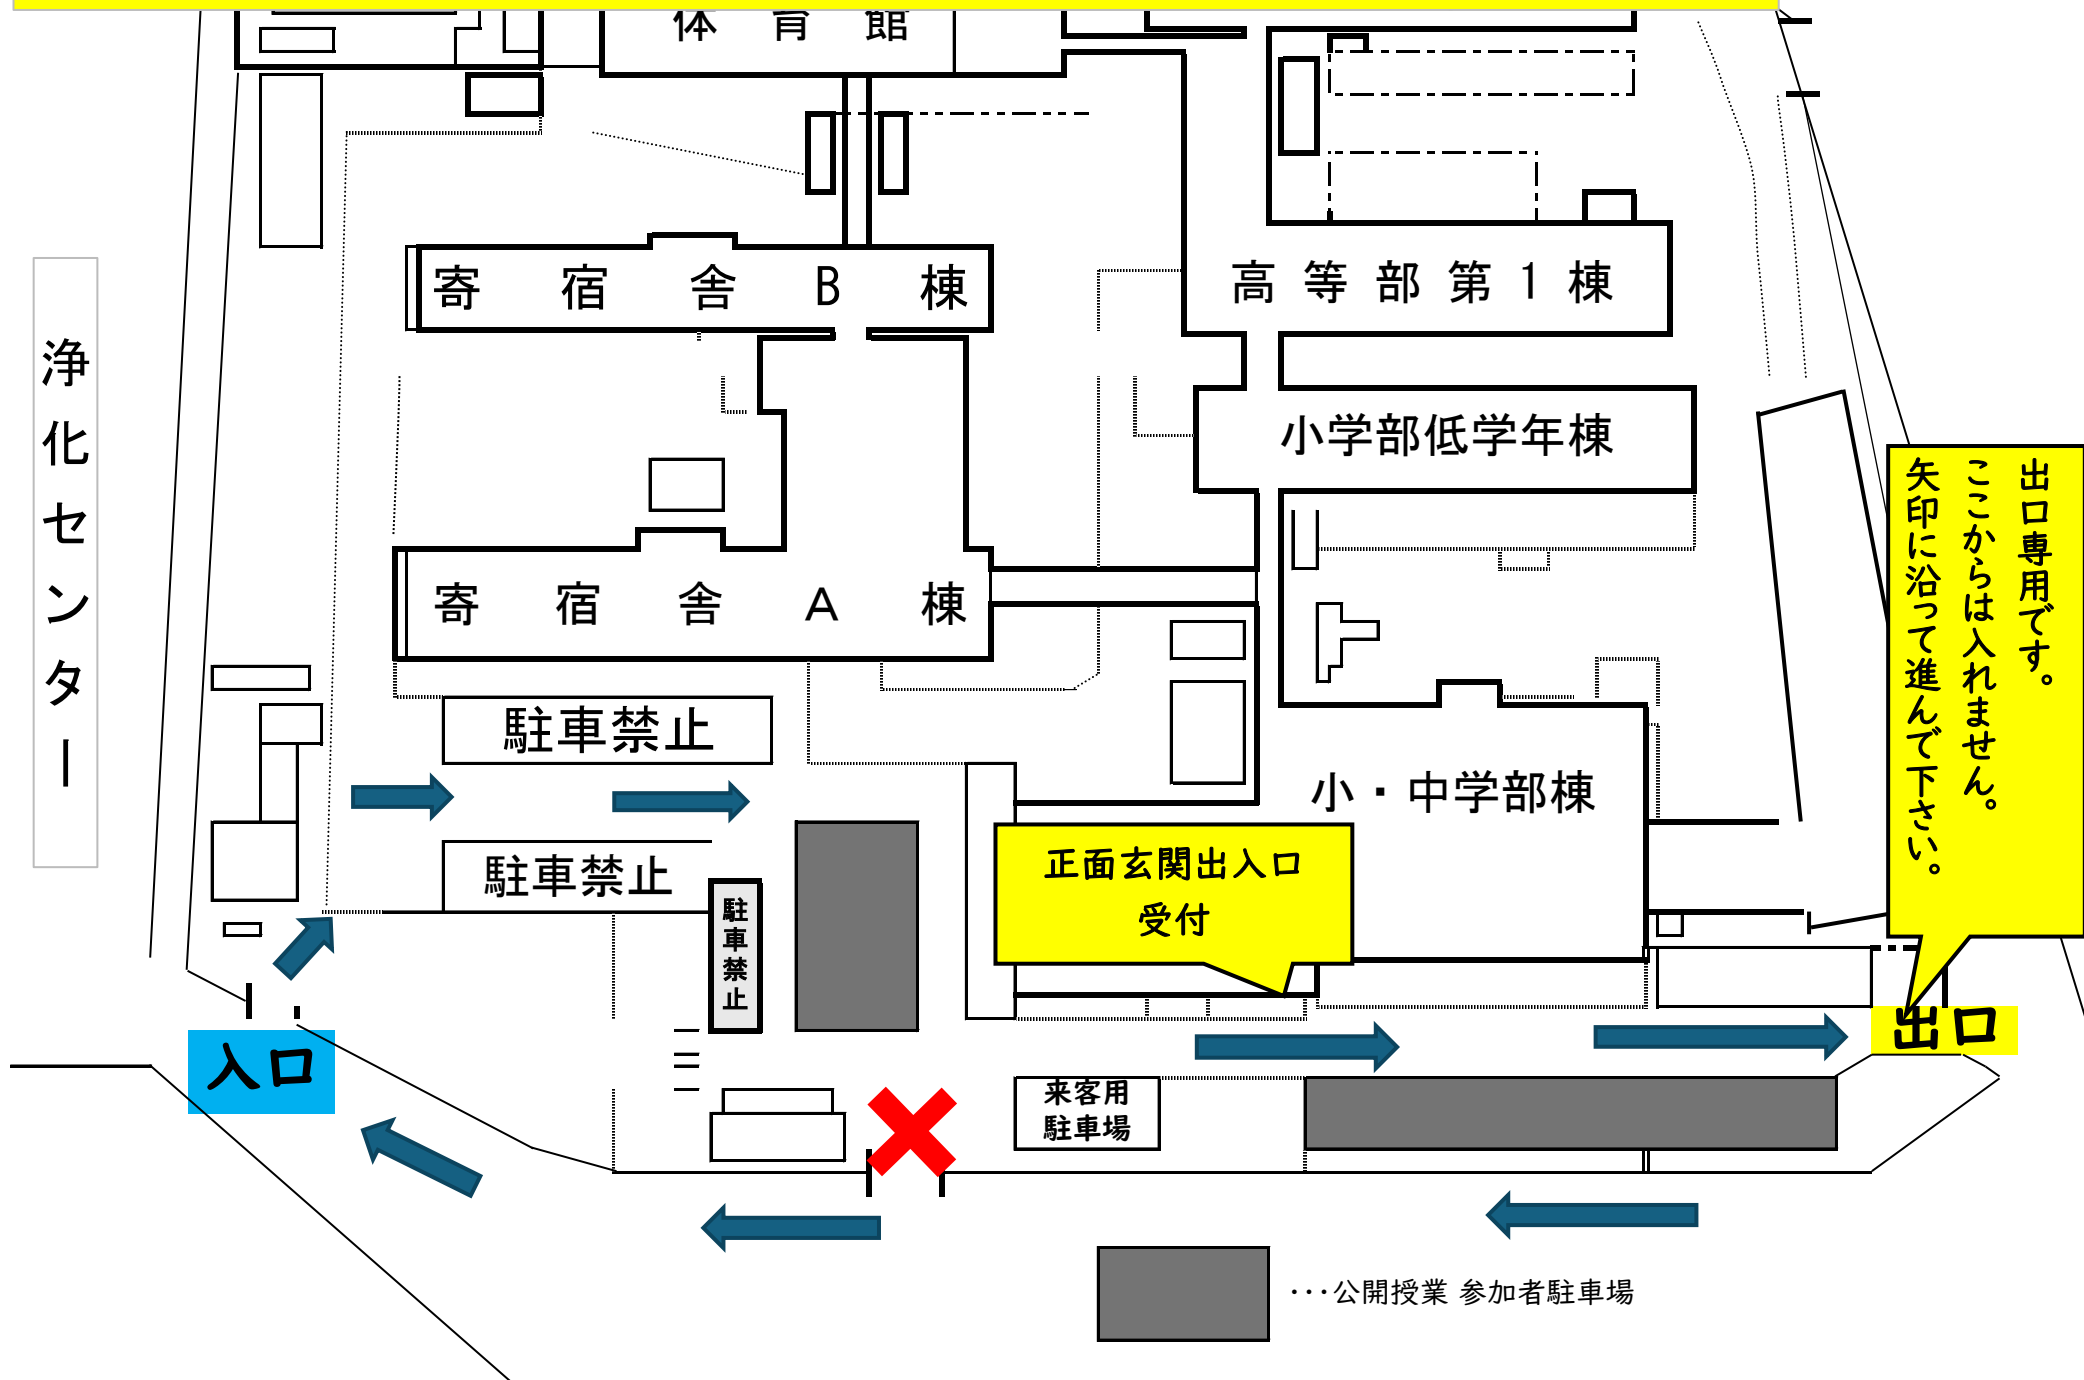 体育館
寄宿舎B棟
高等部第1棟
浄化センター
小学部低学年棟
出口専用です。
ここからは入れません。
矢印に沿って進んで下さい。
寄宿舎A棟
駐車禁止
小・中学部棟
駐車禁止
駐車禁止
正面玄関出入口
受付
入口
出口
来客用
駐車場
・・・公開授業 参加者駐車場